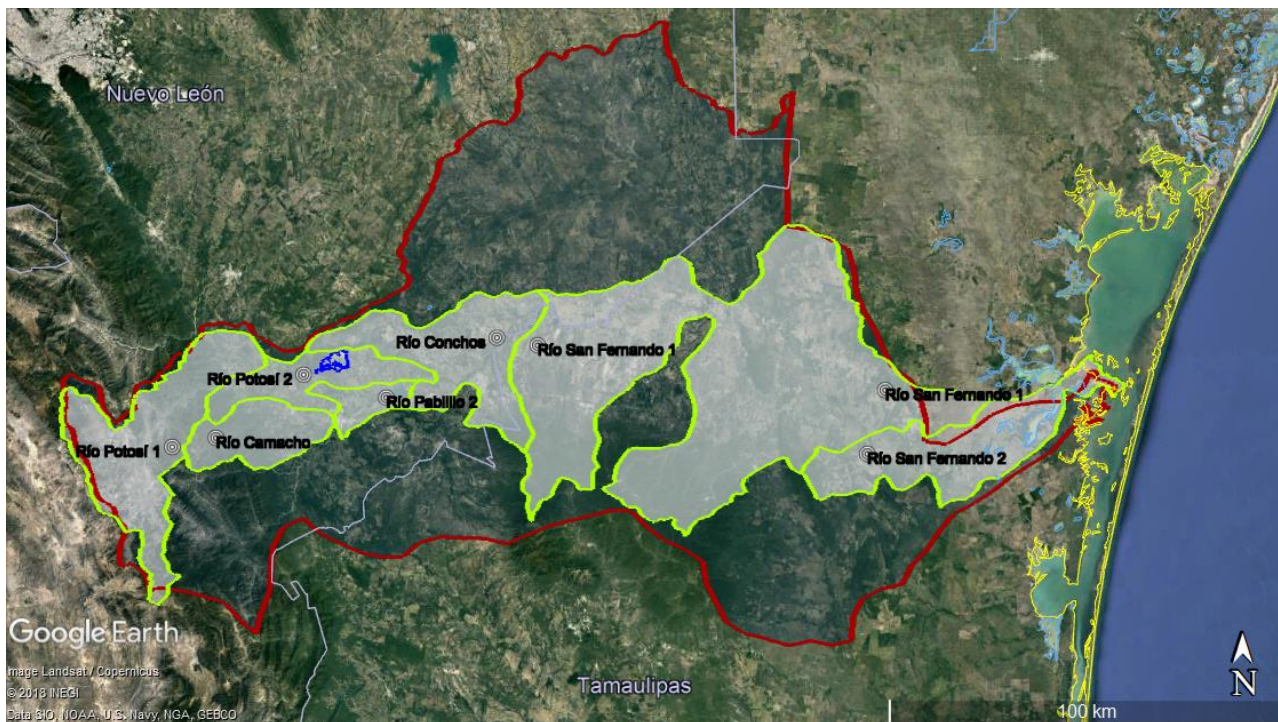 Nuevo León
Río Conchos
Río San Fernando 1
Río Potosí 2
Río Pabillo 2
Río San Fernando 1
Río Potosí 1
Río Camacho
Río San Fernando 2
Google Earth
Image Landsat / Copernicus
© 2018 INEGI
Data SIO, NOAA, U.S. Navy, NGA, GEBCO
Tamaulipas
100 km
N